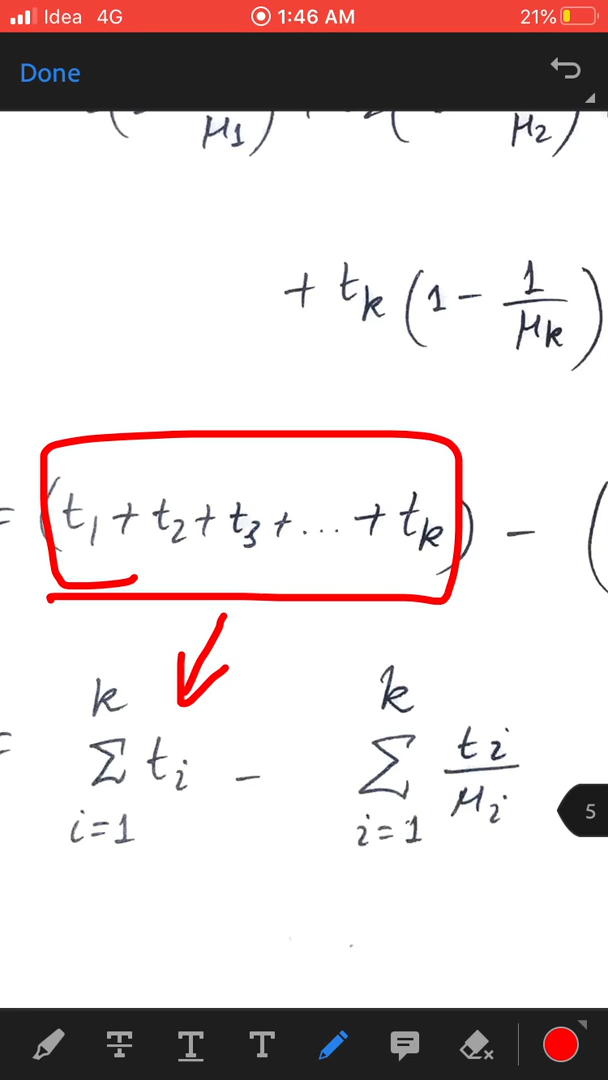 Idea 4G 1:46 AM 21%
Done
μ1) μ2)
+ tk (1 - 1/μk)
= (t1 + t2 + t3 + ... + tk) - (
= k∑i=1 ti - k∑i=1 ti/μi
5
T T T